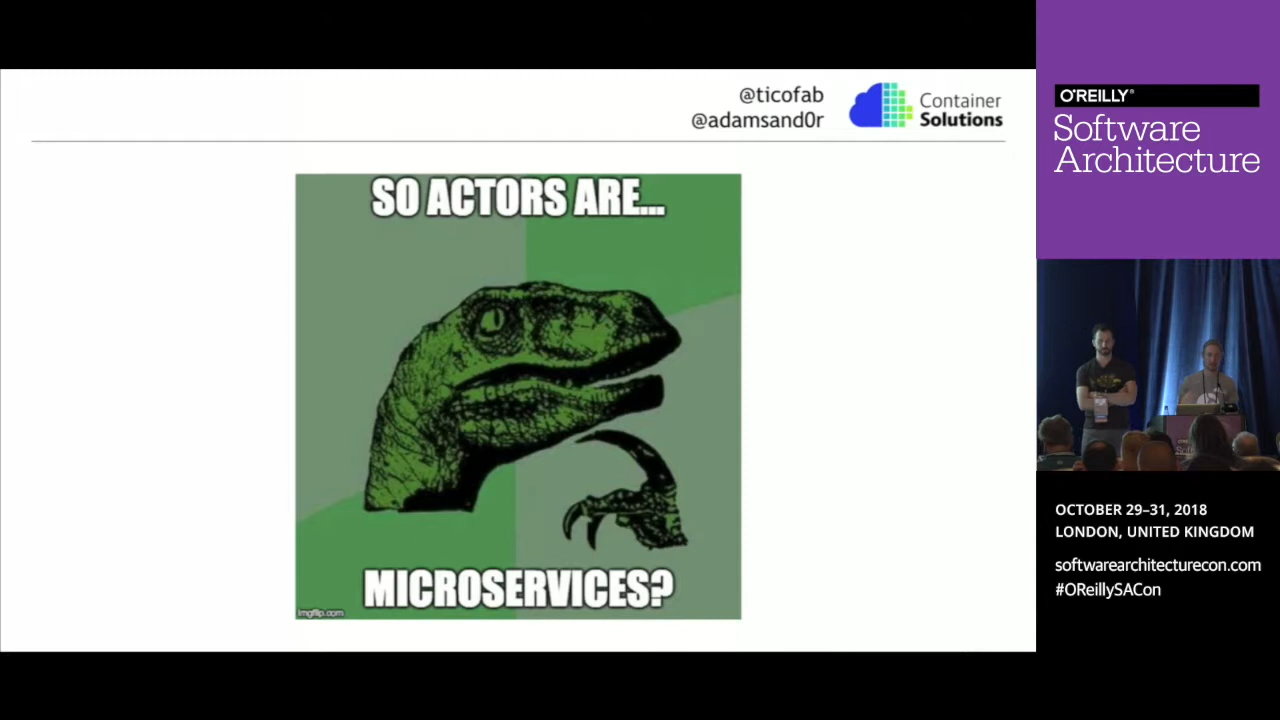 @ticofab
@adamsand0r
Container
Solutions
SO ACTORS ARE...
MICROSERVICES?
imgflip.com
O'REILLY®
Software
Architecture
OCTOBER 29–31, 2018
LONDON, UNITED KINGDOM
softwarearchitecturecon.com
#OReillySACon